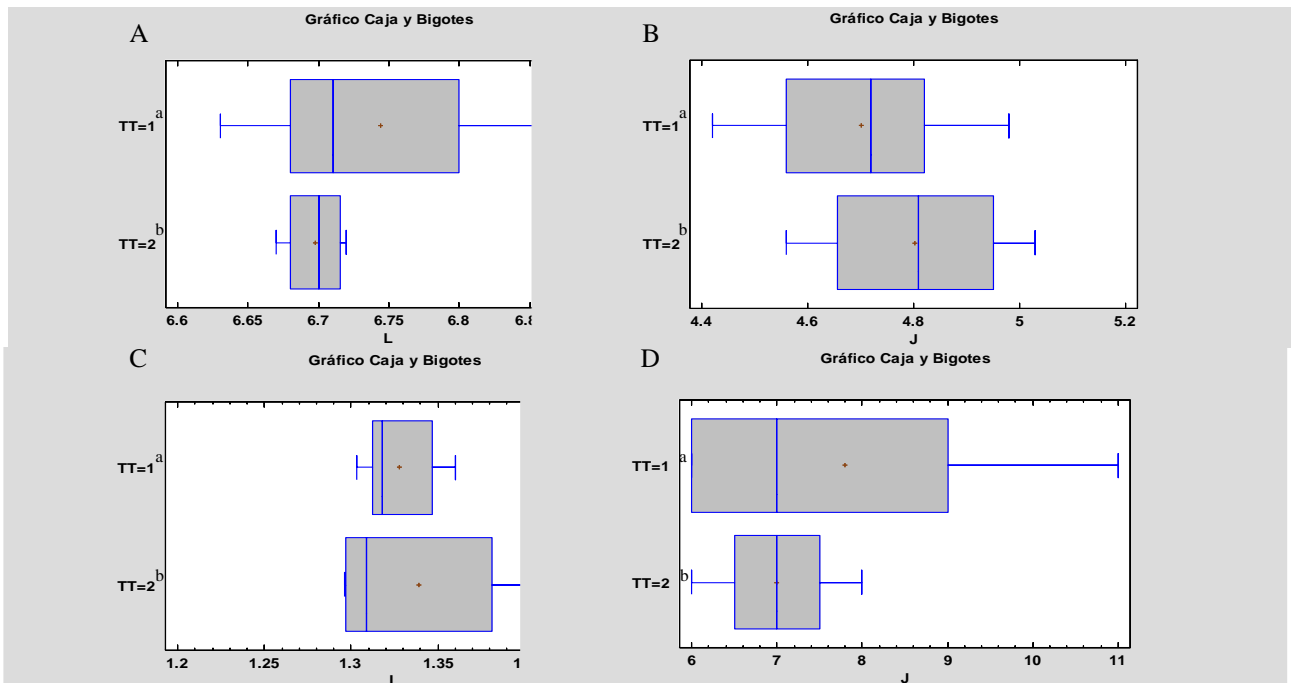 A
Gráfico Caja y Bigotes
TT=1 a
TT=2 b
6.6 6.65 6.7 6.75 6.8
L
B
Gráfico Caja y Bigotes
TT=1 a
TT=2 b
4.4 4.6 4.8 5 5.2
J
C
Gráfico Caja y Bigotes
TT=1 a
TT=2 b
1.2 1.25 1.3 1.35
D
Gráfico Caja y Bigotes
TT=1 a
TT=2 b
6 7 8 9 10 11
J